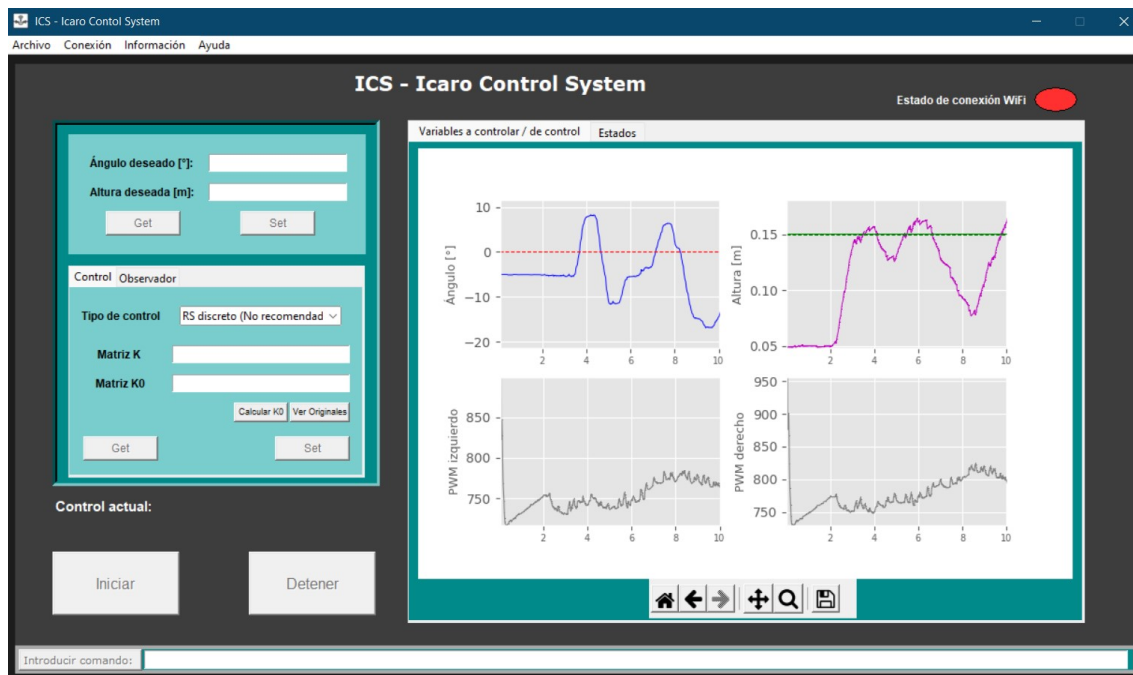 ICS - Icaro Contol System
Archivo Conexión Información Ayuda
ICS - Icaro Control System
Estado de conexión WiFi
Ángulo deseado [°]:
Altura deseada [m]:
Get Set
Control Observador
Tipo de control RS discreto (No recomendad
Matriz K
Matriz K0
Calcular K0 Ver Originales
Get Set
Control actual:
Iniciar Detener
Variables a controlar / de control Estados
Ángulo [°]
10
0
−10
−20
2 4 6 8 10
Altura [m]
0.15
0.10
0.05
2 4 6 8 10
PWM izquierdo
850
800
750
2 4 6 8 10
PWM derecho
950
900
850
800
750
2 4 6 8 10
Introducir comando: